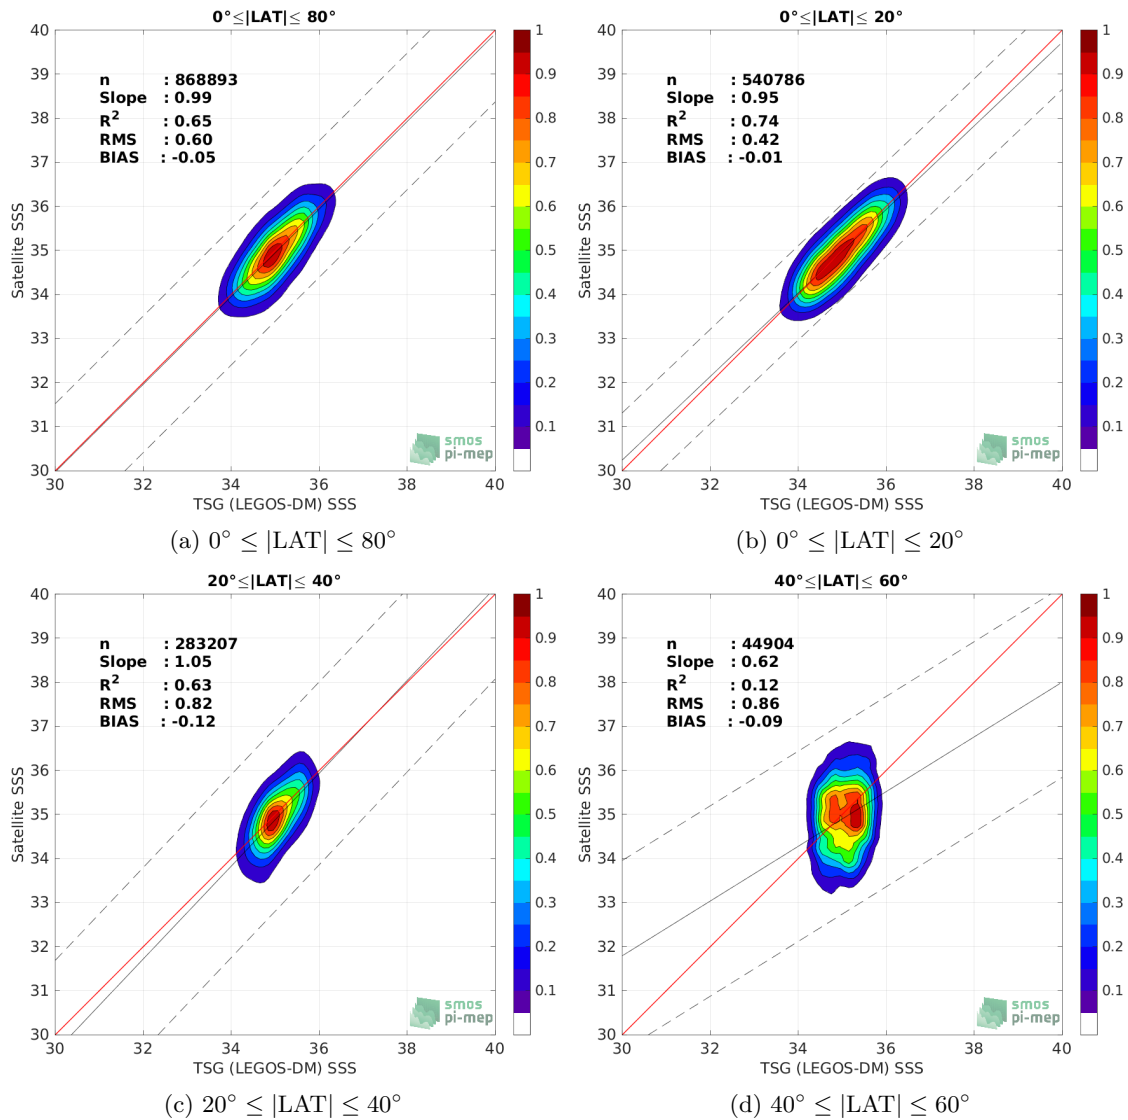 0°≤|LAT|≤ 80°
n : 868893
Slope : 0.99
R² : 0.65
RMS : 0.60
BIAS : -0.05
Satellite SSS
40
39
38
37
36
35
34
33
32
31
30
30 32 34 36 38 40
TSG (LEGOS-DM) SSS
1
0.9
0.8
0.7
0.6
0.5
0.4
0.3
0.2
0.1
smos
pi-mep
(a) 0° ≤ |LAT| ≤ 80°
0°≤|LAT|≤ 20°
n : 540786
Slope : 0.95
R² : 0.74
RMS : 0.42
BIAS : -0.01
Satellite SSS
40
39
38
37
36
35
34
33
32
31
30
30 32 34 36 38 40
TSG (LEGOS-DM) SSS
1
0.9
0.8
0.7
0.6
0.5
0.4
0.3
0.2
0.1
smos
pi-mep
(b) 0° ≤ |LAT| ≤ 20°
20°≤|LAT|≤ 40°
n : 283207
Slope : 1.05
R² : 0.63
RMS : 0.82
BIAS : -0.12
Satellite SSS
40
39
38
37
36
35
34
33
32
31
30
30 32 34 36 38 40
TSG (LEGOS-DM) SSS
1
0.9
0.8
0.7
0.6
0.5
0.4
0.3
0.2
0.1
smos
pi-mep
(c) 20° ≤ |LAT| ≤ 40°
40°≤|LAT|≤ 60°
n : 44904
Slope : 0.62
R² : 0.12
RMS : 0.86
BIAS : -0.09
Satellite SSS
40
39
38
37
36
35
34
33
32
31
30
30 32 34 36 38 40
TSG (LEGOS-DM) SSS
1
0.9
0.8
0.7
0.6
0.5
0.4
0.3
0.2
0.1
smos
pi-mep
(d) 40° ≤ |LAT| ≤ 60°